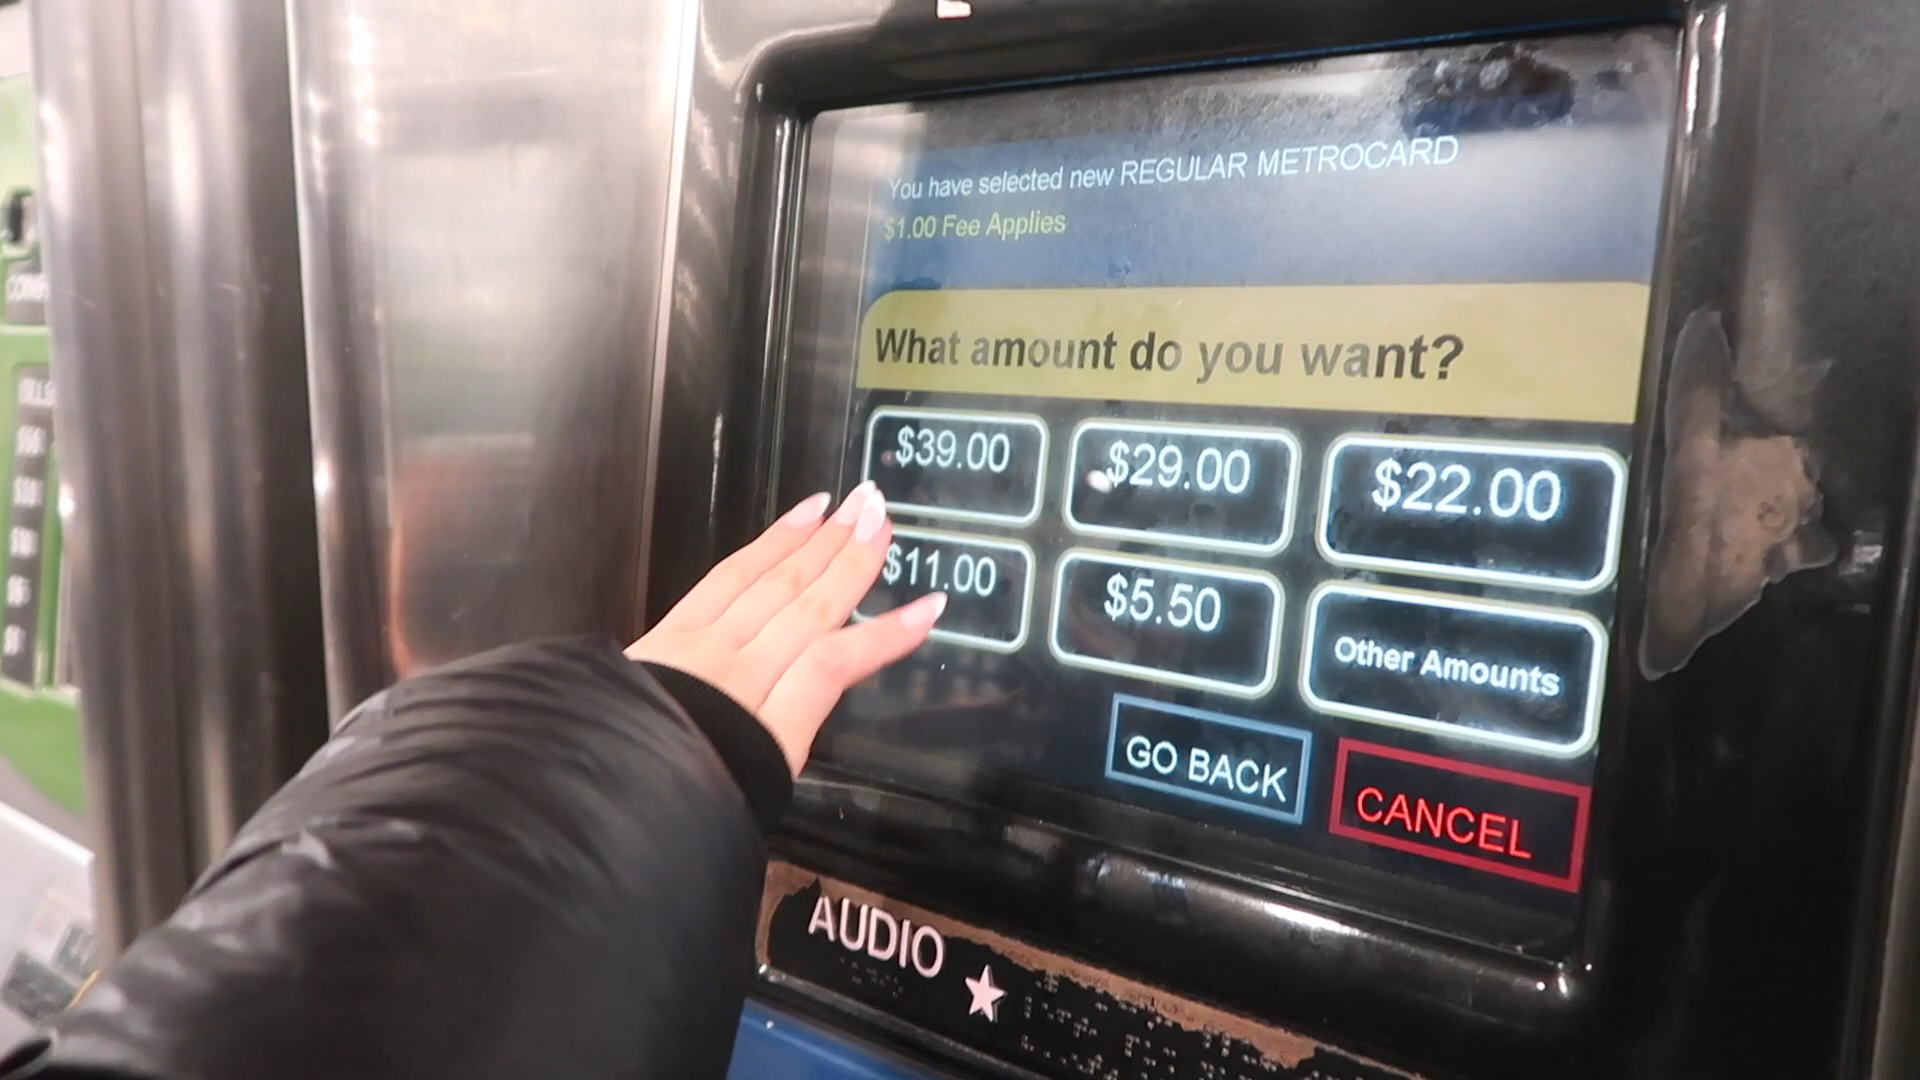 You have selected new REGULAR METROCARD
$1.00 Fee Applies
What amount do you want?
$39.00 $29.00 $22.00
$11.00 $5.50 Other Amounts
GO BACK CANCEL
AUDIO